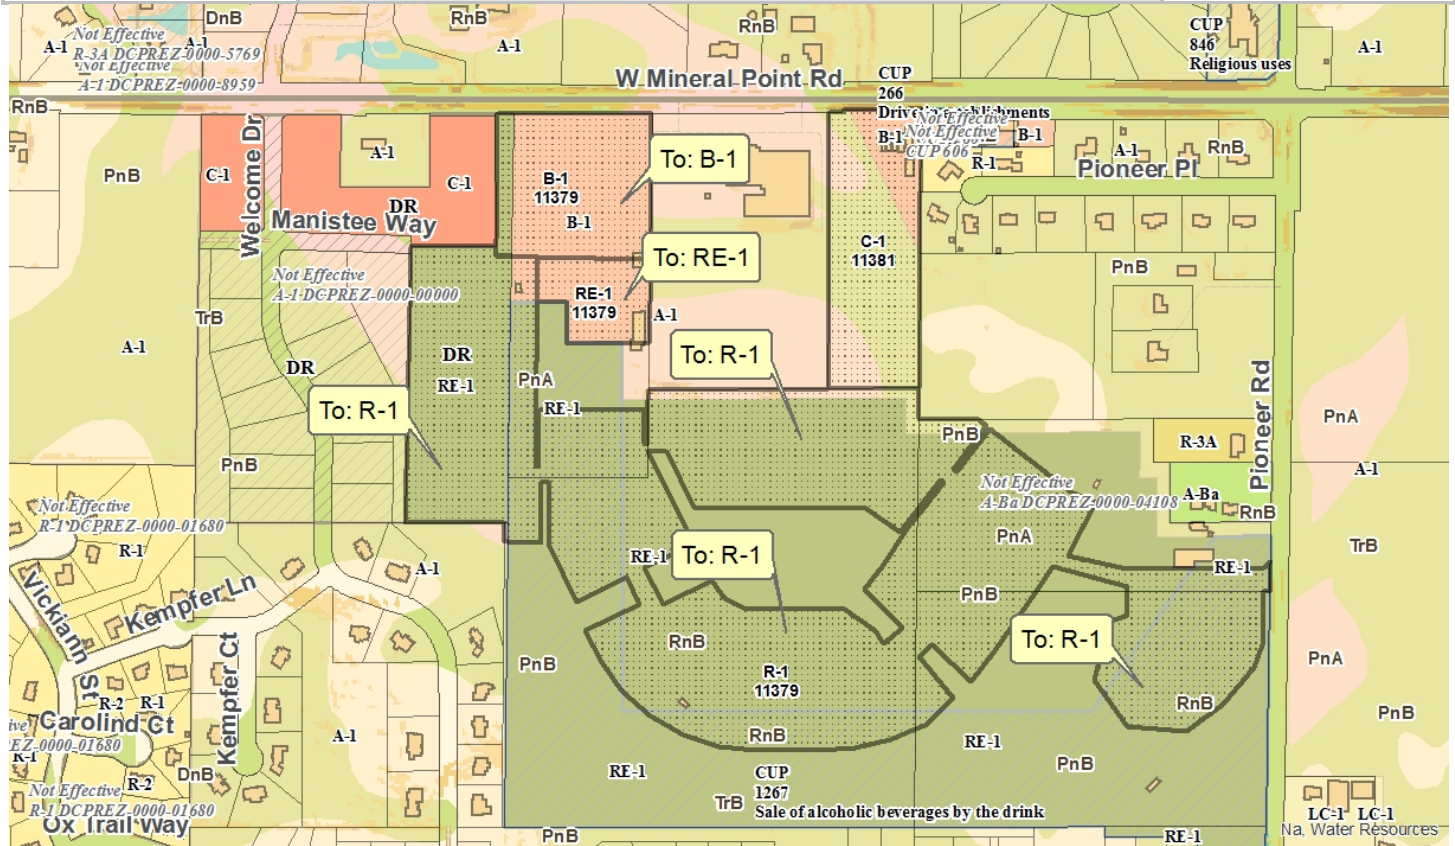 DnB
RnB
RnB
CUP
846
Religious uses
A-1
Not Effective
R-3A DCPREZ-0000-5769
A-1
A-1
A-1
Not Effective
A-1 DCPREZ-0000-8959
W Mineral Point Rd
CUP
266
RnB
Not Effective
Not Effective
CUP 606
B-1
B-1
R-1
A-1
RnB
Pioneer Pl
Welcome Dr
A-1
C-1
C-1
PnB
DR
Manistee Way
B-1
11379
B-1
To: B-1
To: RE-1
C-1
11381
PnB
Not Effective
A-1 DCPREZ-0000-00000
RE-1
11379
A-1
TrB
A-1
DR
DR
RE-1
PnA
RE-1
To: R-1
To: R-1
PnB
PnB
R-3A
Pioneer Rd
PnA
A-1
Not Effective
A-Ba DCPREZ-0000-04108
A-Ba
RnB
Not Effective
R-1 DCPREZ-0000-01680
R-1
PnA
TrB
RE-1
To: R-1
RE-1
A-1
Vickiann St
Kempfer Ln
Kempfer Ct
PnB
RnB
PnB
To: R-1
PnA
R-1
11379
RnB
RnB
R-2
R-1
Carolind Ct
ive
EZ-0000-01680
R-1
A-1
PnB
RE-1
PnB
RE-1
DnB
R-2
CUP
1267
Sale of alcoholic beverages by the drink
TrB
Not Effective
R-1 DCPREZ-0000-01680
Ox Trail Way
PnB
RE-1
LC-1
LC-1
Na, Water Resources